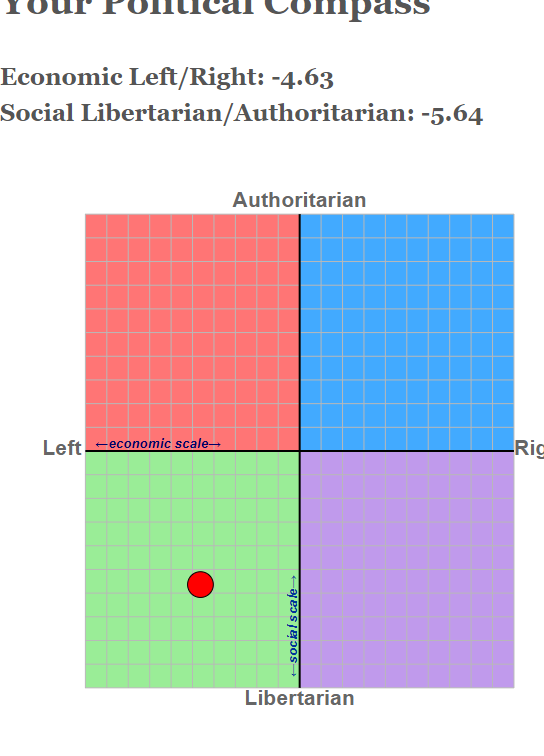 Your Political Compass
Economic Left/Right: -4.63
Social Libertarian/Authoritarian: -5.64
Authoritarian
←economic scale→
Left
Rig
←social scale→
Libertarian